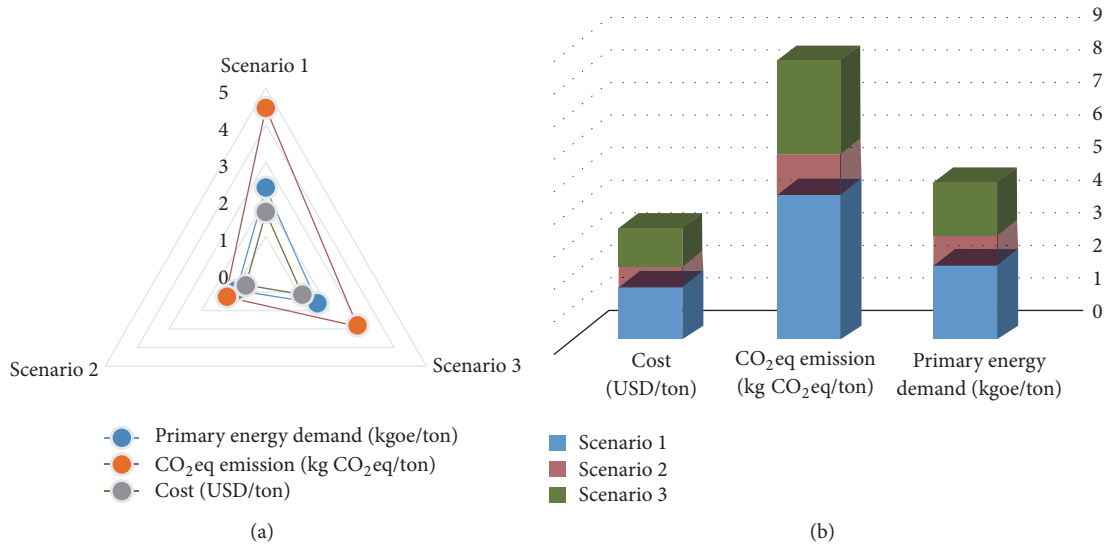 (a)
Scenario 1
5
4
3
2
1
0
Scenario 2
Scenario 3
Primary energy demand (kgoe/ton)
CO₂eq emission (kg CO₂eq/ton)
Cost (USD/ton)
(b)
9
8
7
6
5
4
3
2
1
0
Cost
(USD/ton)
CO₂eq emission
(kg CO₂eq/ton)
Primary energy
demand (kgoe/ton)
Scenario 1
Scenario 2
Scenario 3
(a)
(b)